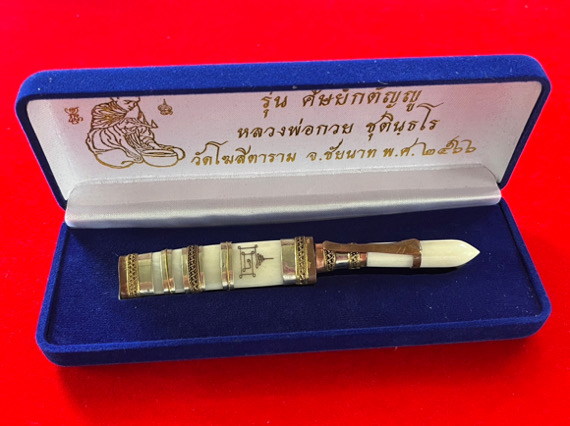 รุ่น ศิษย์กตัญญู
หลวงพ่อกวย ชุตินฺธโร
วัดโฆสิตาราม จ.ชัยนาท พ.ศ.๒๕๖๖